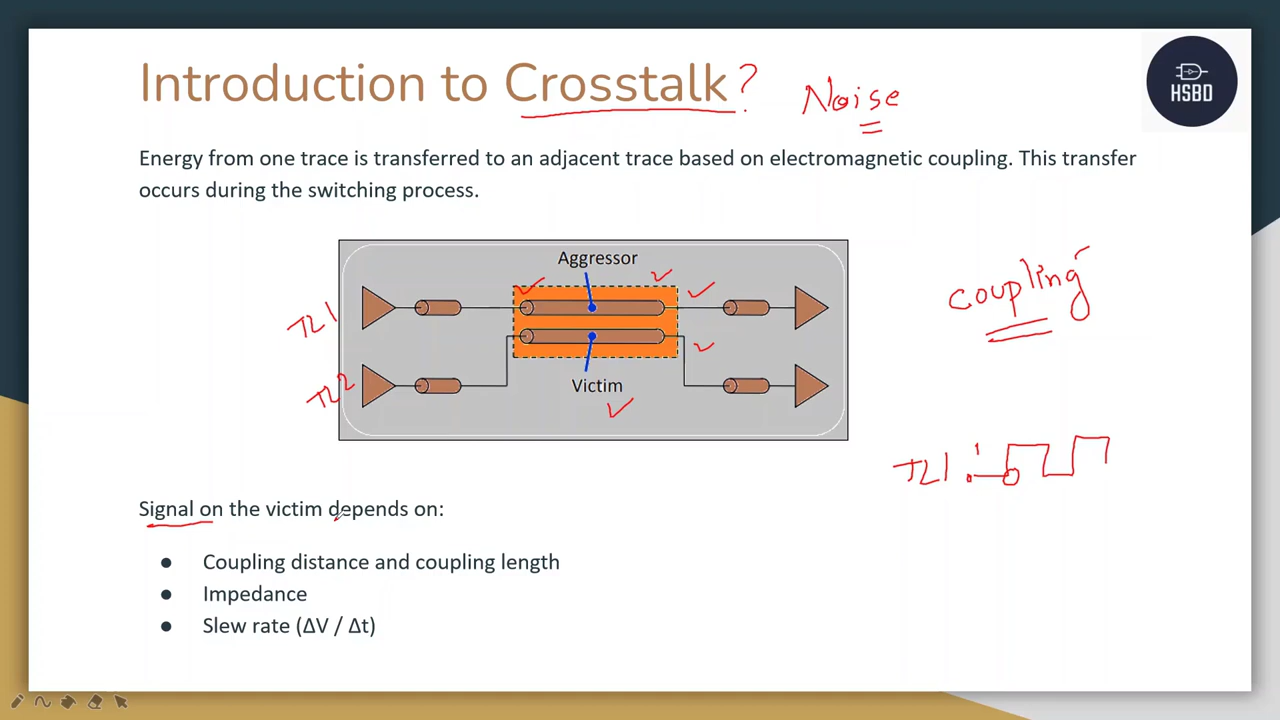 Introduction to Crosstalk?
Noise
HSBD
Energy from one trace is transferred to an adjacent trace based on electromagnetic coupling. This transfer
occurs during the switching process.
Aggressor
TL1
coupling
TL2
Victim
TL1
Signal on the victim depends on:
● Coupling distance and coupling length
● Impedance
● Slew rate (ΔV / Δt)